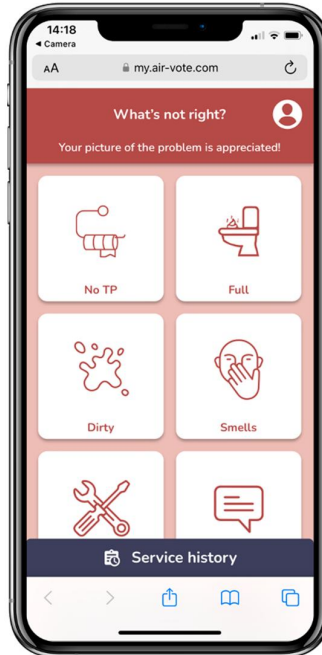 14:18
◀ Camera
AA my.air-vote.com
What's not right?
Your picture of the problem is appreciated!
No TP Full
Dirty Smells
Service history